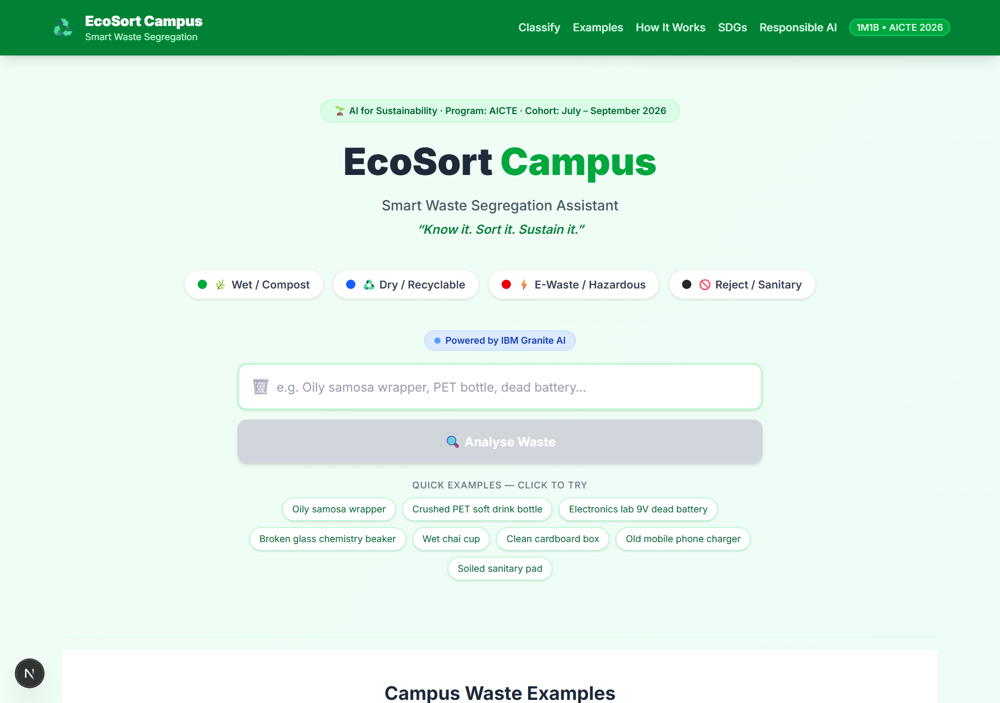 EcoSort Campus
Smart Waste Segregation
Classify
Examples
How It Works
SDGs
Responsible AI
1M1B • AICTE 2026
AI for Sustainability · Program: AICTE · Cohort: July – September 2026
EcoSort Campus
Smart Waste Segregation Assistant
“Know it. Sort it. Sustain it.”
Wet / Compost
Dry / Recyclable
E-Waste / Hazardous
Reject / Sanitary
Powered by IBM Granite AI
e.g. Oily samosa wrapper, PET bottle, dead battery...
Analyse Waste
QUICK EXAMPLES — CLICK TO TRY
Oily samosa wrapper
Crushed PET soft drink bottle
Electronics lab 9V dead battery
Broken glass chemistry beaker
Wet chai cup
Clean cardboard box
Old mobile phone charger
Soiled sanitary pad
N
Campus Waste Examples